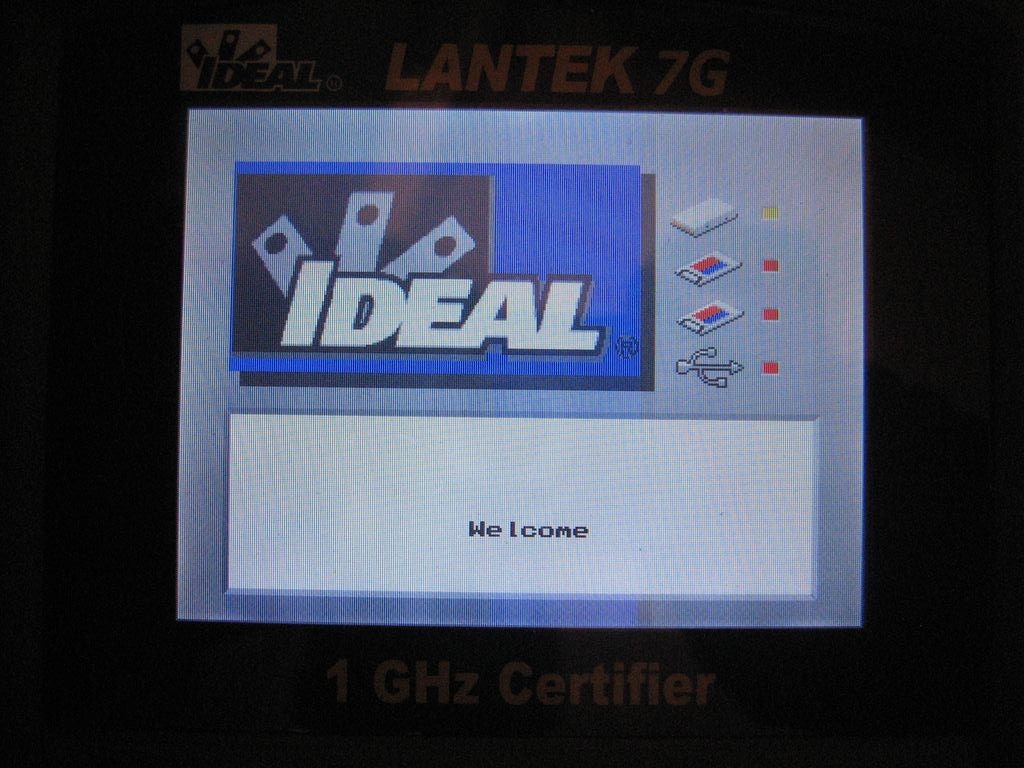 IDEAL® LANTEK 7G
IDEAL®
Welcome
1 GHz Certifier